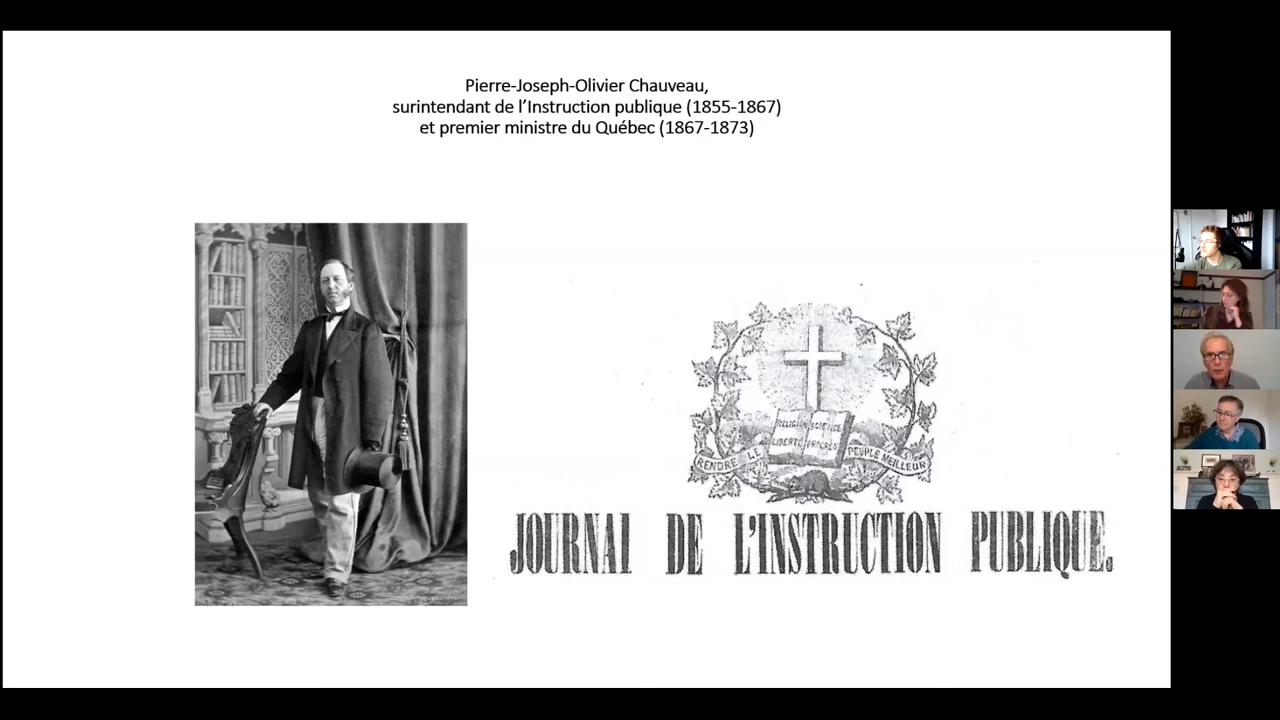 Pierre-Joseph-Olivier Chauveau,
surintendant de l’Instruction publique (1855-1867)
et premier ministre du Québec (1867-1873)
RELIGION SCIENCE
LIBERTÉ PROGRÈS
RENDRE LE PEUPLE MEILLEUR
JOURNAL DE L’INSTRUCTION PUBLIQUE.